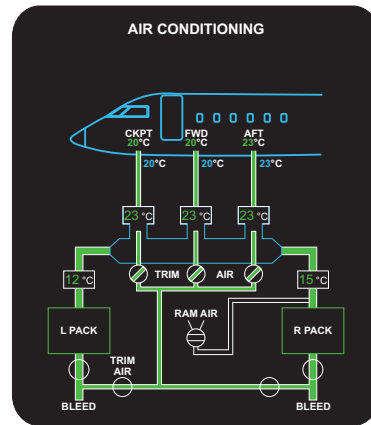 AIR CONDITIONING
CKPT FWD AFT
20°C 20°C 23°C
20°C 20°C 23°C
23 °C 23 °C 23 °C
TRIM AIR
12 °C 15 °C
RAM AIR
L PACK R PACK
TRIM
AIR
BLEED BLEED